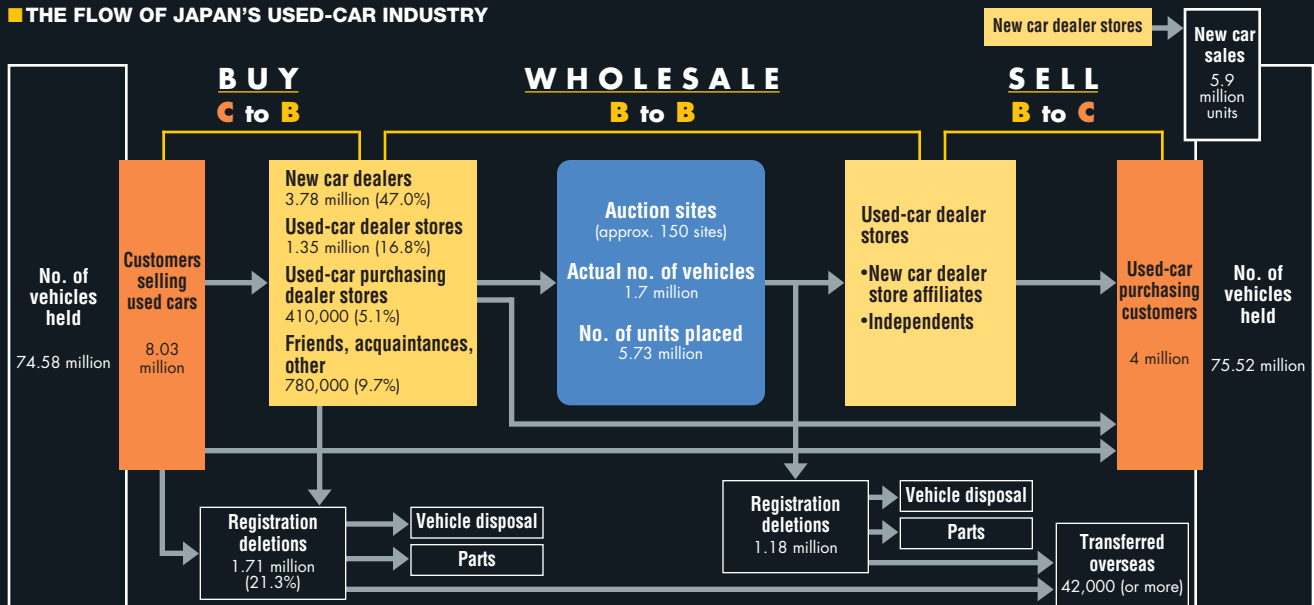 THE FLOW OF JAPAN'S USED-CAR INDUSTRY
New car dealer stores
New car
sales
5.9
million
units
BUY
C to B
WHOLESALE
B to B
SELL
B to C
No. of
vehicles
held
74.58 million
Customers
selling
used cars
8.03
million
New car dealers
3.78 million (47.0%)
Used-car dealer stores
1.35 million (16.8%)
Used-car purchasing
dealer stores
410,000 (5.1%)
Friends, acquaintances,
other
780,000 (9.7%)
Auction sites
(approx. 150 sites)
Actual no. of vehicles
1.7 million
No. of units placed
5.73 million
Used-car dealer
stores
•New car dealer
store affiliates
•Independents
Used-car
purchasing
customers
4 million
No. of
vehicles
held
75.52 million
Registration
deletions
1.71 million
(21.3%)
Vehicle disposal
Parts
Registration
deletions
1.18 million
Vehicle disposal
Parts
Transferred
overseas
42,000 (or more)